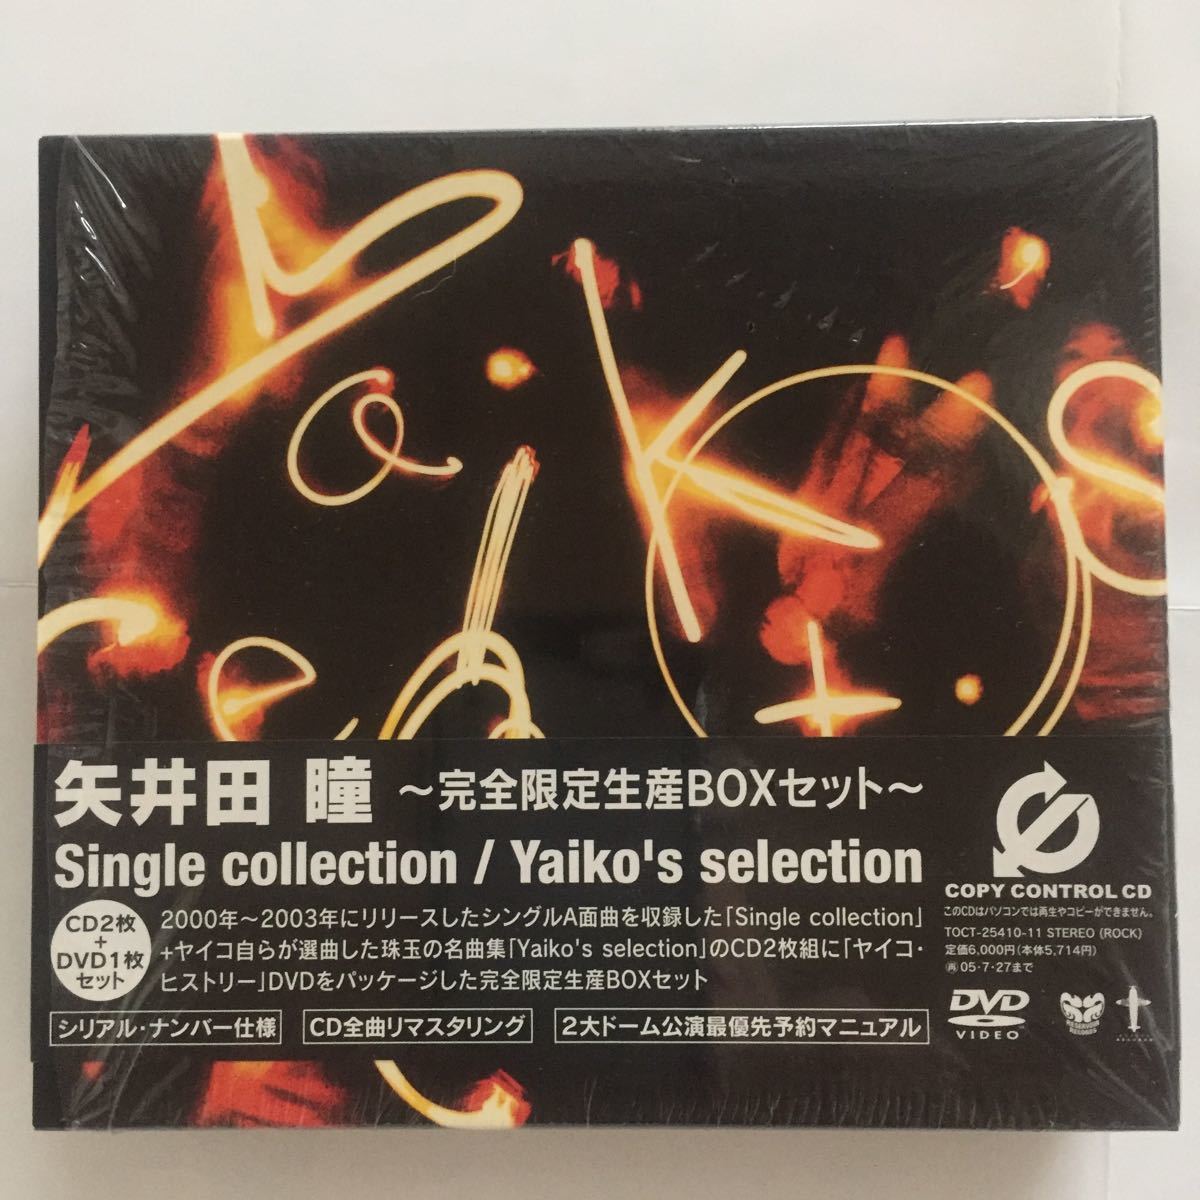 Yaiko
矢井田 瞳 ～完全限定生産BOXセット～
Single collection / Yaiko's selection
CD2枚
+
DVD1枚
セット
2000年～2003年にリリースしたシングルA面曲を収録した「Single collection」
+ヤイコ自らが選曲した珠玉の名曲集「Yaiko's selection」のCD2枚組に「ヤイコ・
ヒストリー」DVDをパッケージした完全限定生産BOXセット
シリアル・ナンバー仕様
CD全曲リマスタリング
2大ドーム公演最優先予約マニュアル
COPY CONTROL CD
このCDはパソコンでは再生やコピーができません。
TOCT-25410-11 STEREO (ROCK)
定価6,000円(本体5,714円)
再 05・7・27まで
DVD
VIDEO
RESERVOIR
RECORDS